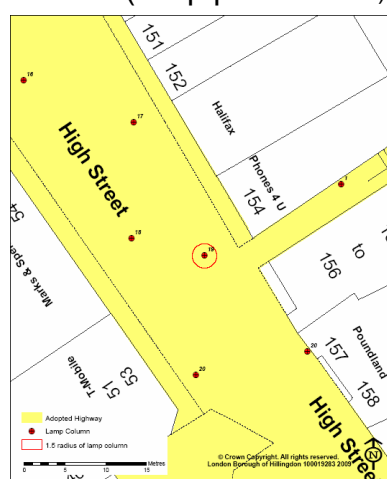 151
152
16
17
Halifax
High Street
Phones 4 U
154
1
54
Marks & Spe
18
19
to
156
20
20
157
Poundland
158
T-Mobile
53
51
High Stree
Adopted Highway
Lamp Column
1.5 radius of lamp column
0 5 10 15 Metres
© Crown Copyright. All rights reserved.
London Borough of Hillingdon 100019283 2009
N